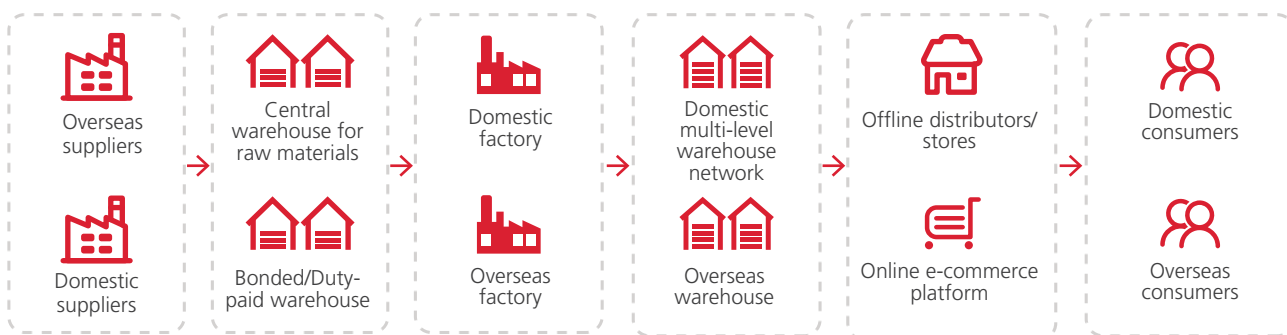 Overseas
suppliers
Domestic
suppliers
Central
warehouse for
raw materials
Bonded/Duty-
paid warehouse
Domestic
factory
Overseas
factory
Domestic
multi-level
warehouse
network
Overseas
warehouse
Offline distributors/
stores
Online e-commerce
platform
Domestic
consumers
Overseas
consumers